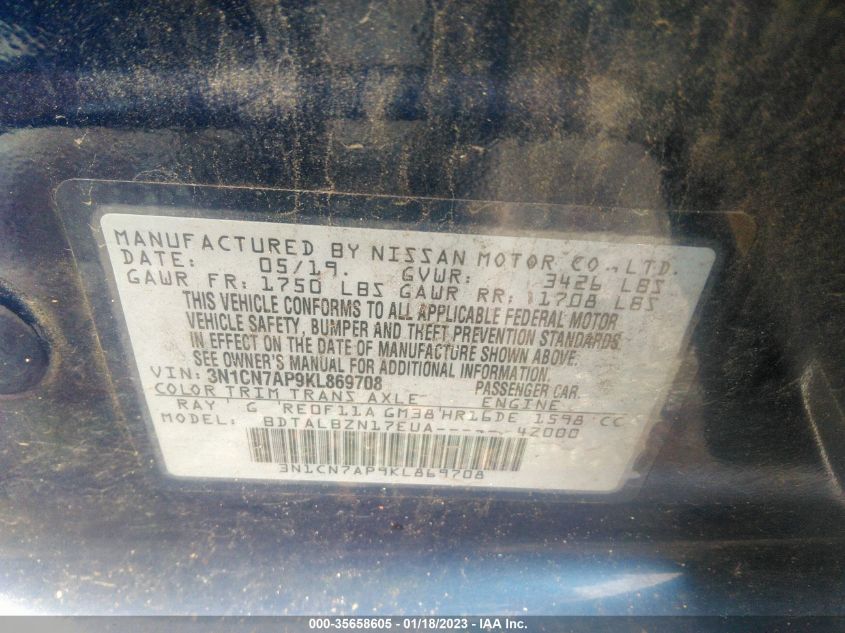 MANUFACTURED BY NISSAN MOTOR CO., LTD.
DATE: 05/19. GVWR: 3426 LBS
GAWR FR: 1750 LBS GAWR RR: 1708 LBS
THIS VEHICLE CONFORMS TO ALL APPLICABLE FEDERAL MOTOR
VEHICLE SAFETY, BUMPER AND THEFT PREVENTION STANDARDS
IN EFFECT ON THE DATE OF MANUFACTURE SHOWN ABOVE.
SEE OWNER'S MANUAL FOR ADDITIONAL INFORMATION.
VIN: 3N1CN7AP9KL869708 PASSENGER CAR
COLOR TRIM TRANS AXLE ENGINE
RAY G RE0F11A GM38 HR16DE 1598 CC
MODEL: BDTALBZN17EUA------42000
3N1CN7AP9KL869708
000-35658605 | 01/18/2023 - IAA Inc.